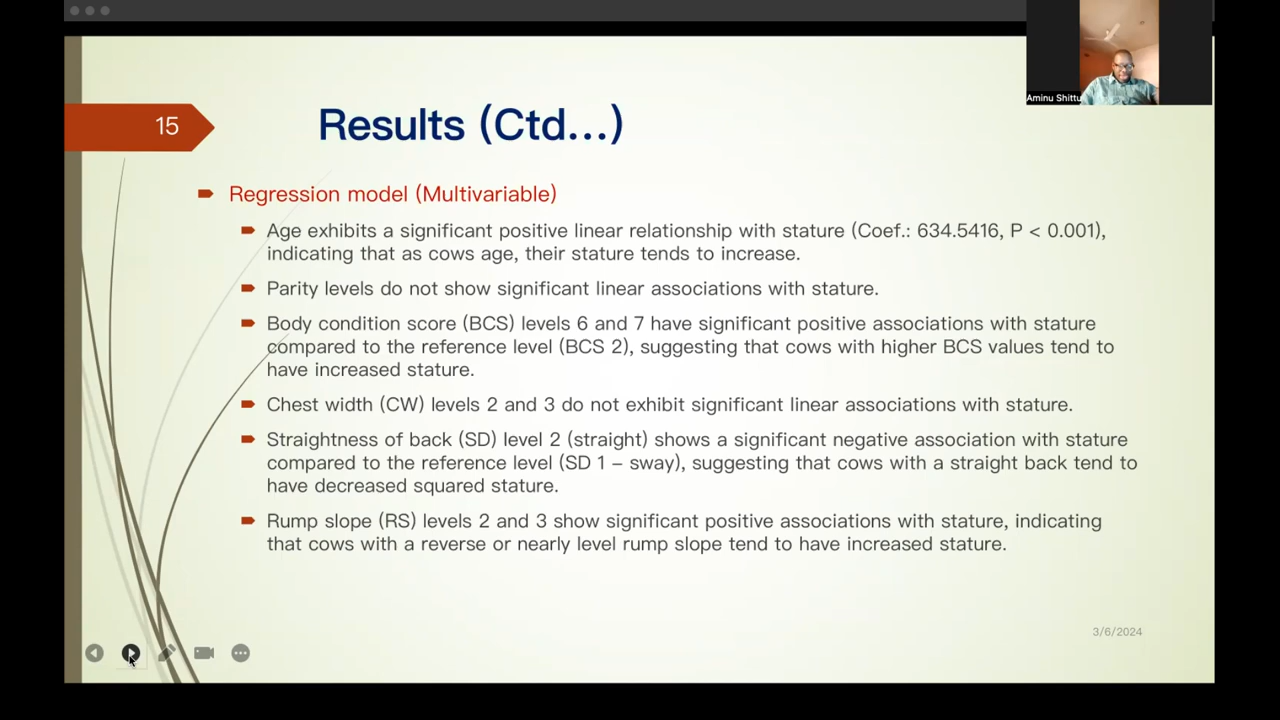 Aminu Shittu
15
Results (Ctd...)
Regression model (Multivariable)
Age exhibits a significant positive linear relationship with stature (Coef.: 634.5416, P < 0.001),
indicating that as cows age, their stature tends to increase.
Parity levels do not show significant linear associations with stature.
Body condition score (BCS) levels 6 and 7 have significant positive associations with stature
compared to the reference level (BCS 2), suggesting that cows with higher BCS values tend to
have increased stature.
Chest width (CW) levels 2 and 3 do not exhibit significant linear associations with stature.
Straightness of back (SD) level 2 (straight) shows a significant negative association with stature
compared to the reference level (SD 1 – sway), suggesting that cows with a straight back tend to
have decreased squared stature.
Rump slope (RS) levels 2 and 3 show significant positive associations with stature, indicating
that cows with a reverse or nearly level rump slope tend to have increased stature.
3/6/2024